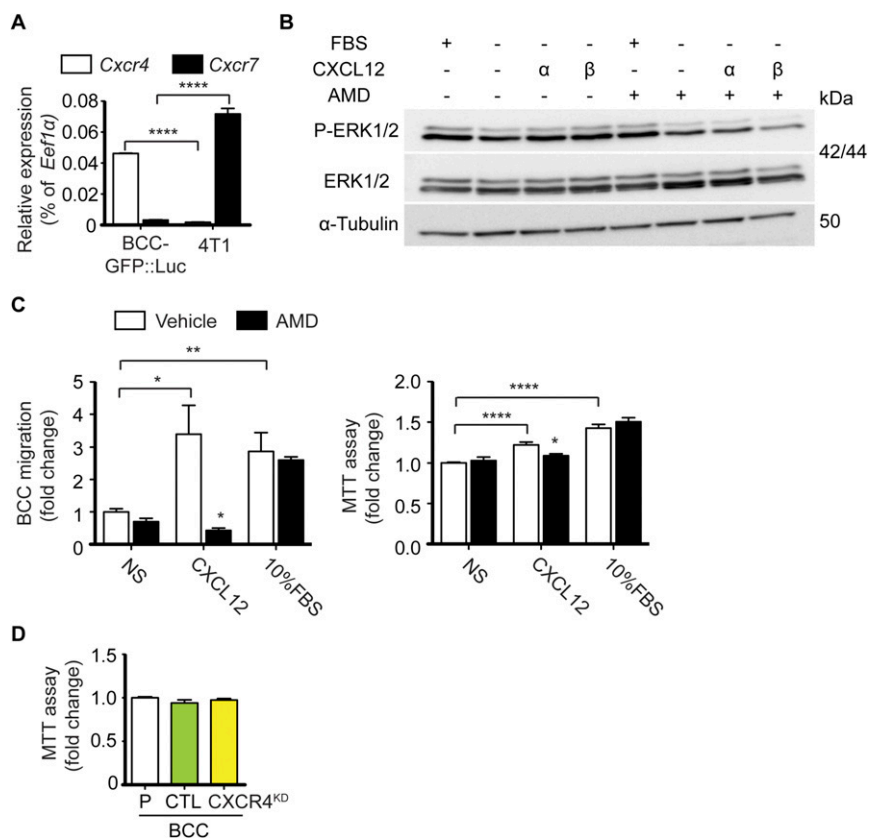 A
Cxcr4 Cxcr7
Relative expression
(% of Eef1α)
0.08
0.06
0.04
0.02
0
****
****
BCC-
GFP::Luc
4T1
B
FBS + - - - + - - -
CXCL12 - - α β - - α β
AMD - - - - + + + +
kDa
P-ERK1/2
42/44
ERK1/2
α-Tubulin
50
C
Vehicle AMD
BCC migration
(fold change)
5
4
3
2
1
0
**
*
*
NS
CXCL12
10%FBS
MTT assay
(fold change)
2.0
1.5
1.0
0.5
0.0
****
****
*
NS
CXCL12
10%FBS
D
MTT assay
(fold change)
1.5
1.0
0.5
0
P CTL CXCR4KD
BCC